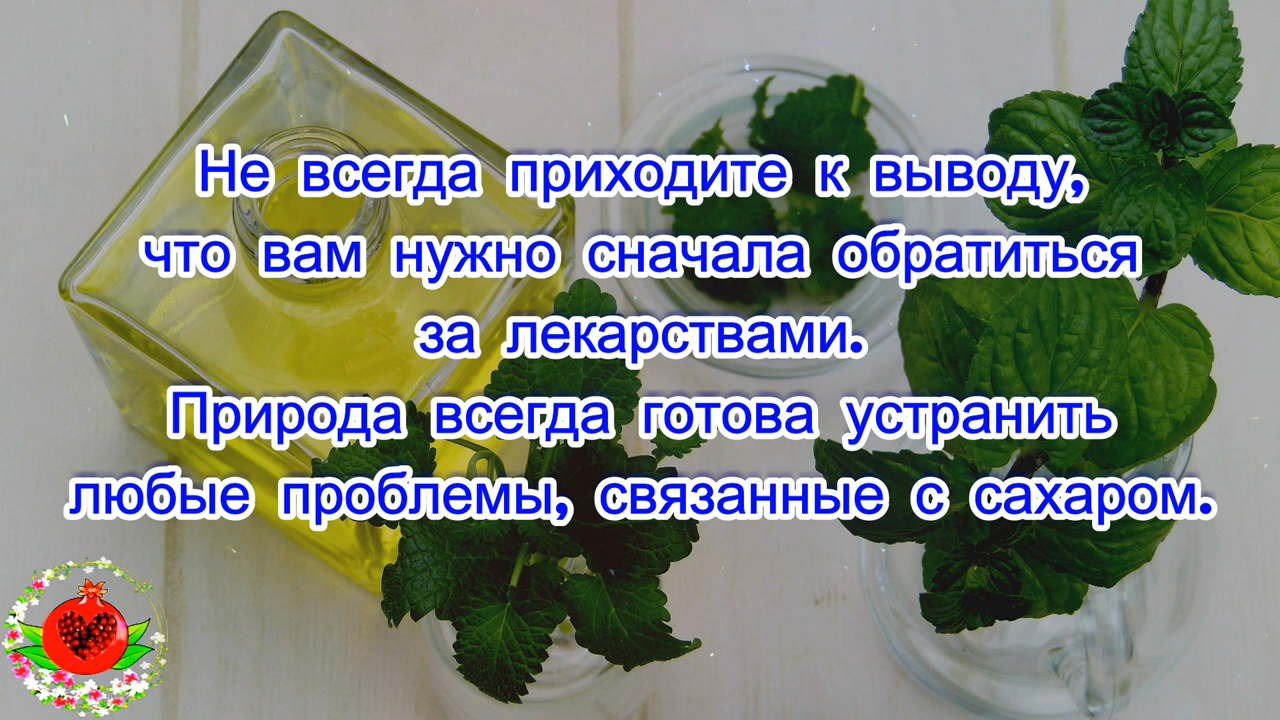 Не всегда приходите к выводу,
что вам нужно сначала обратиться
за лекарствами.
Природа всегда готова устранить
любые проблемы, связанные с сахаром.